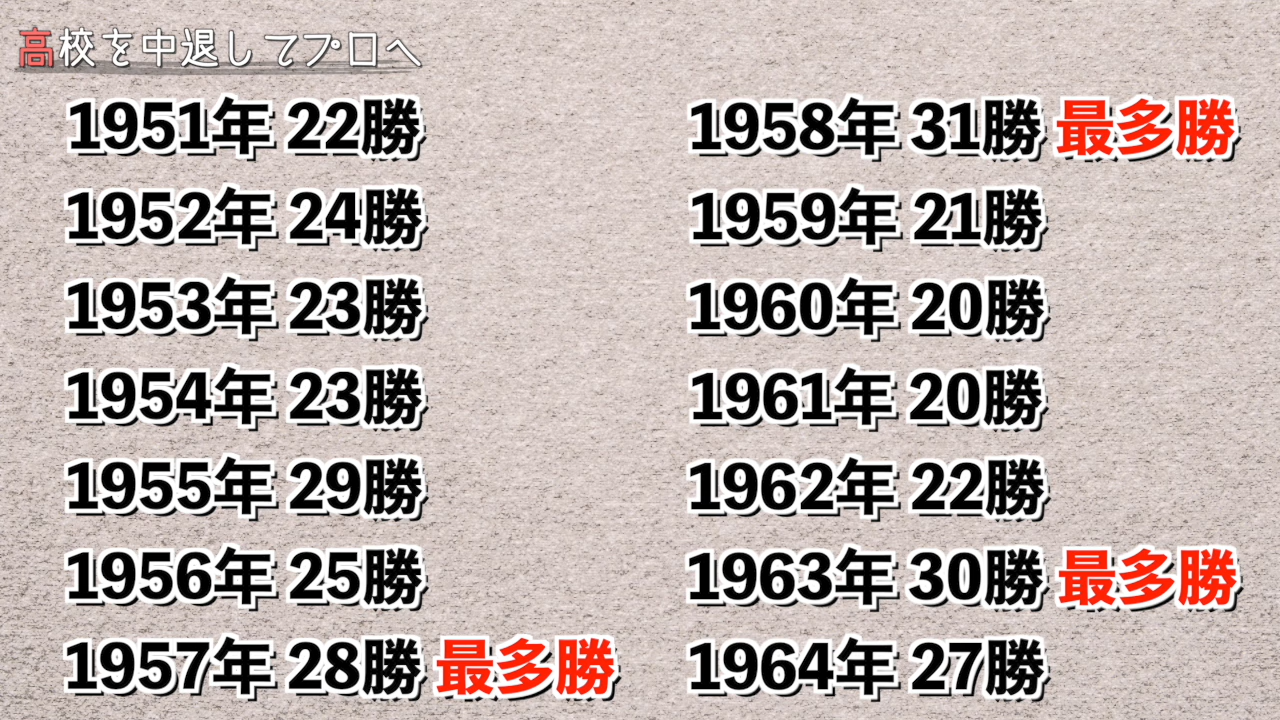 高校を中退してプロへ
1951年 22勝
1952年 24勝
1953年 23勝
1954年 23勝
1955年 29勝
1956年 25勝
1957年 28勝 最多勝
1958年 31勝 最多勝
1959年 21勝
1960年 20勝
1961年 20勝
1962年 22勝
1963年 30勝 最多勝
1964年 27勝